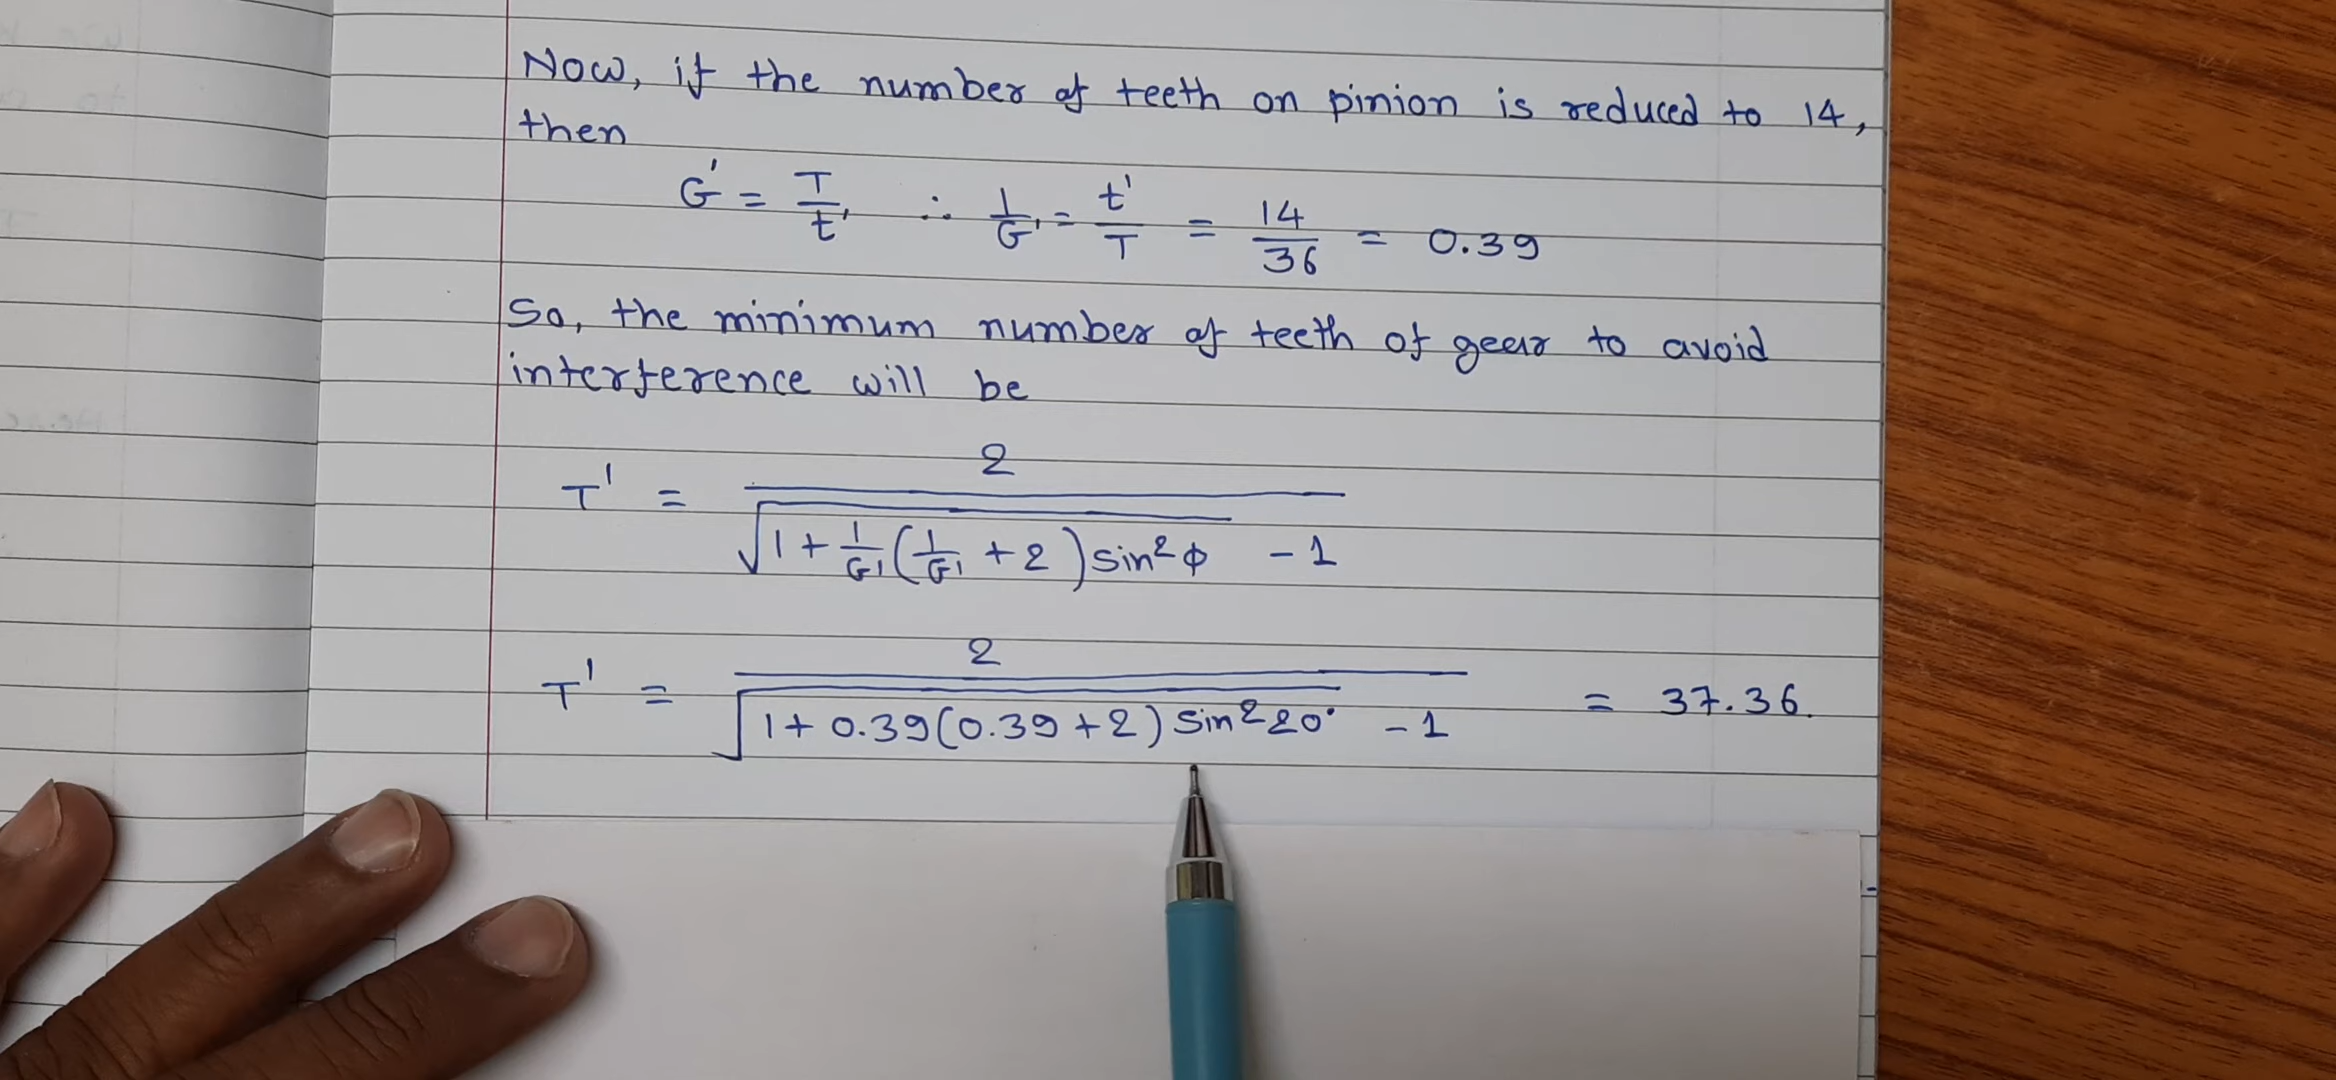 Now, if the number of teeth on pinion is reduced to 14,
then
G' = T/t' ∴ 1/G' = t'/T = 14/36 = 0.39
So, the minimum number of teeth of gear to avoid
interference will be
T' = 2/(√(1 + 1/G'(1/G' + 2) sin²φ) - 1)
T' = 2/(√(1 + 0.39(0.39 + 2) sin²20°) - 1) = 37.36.